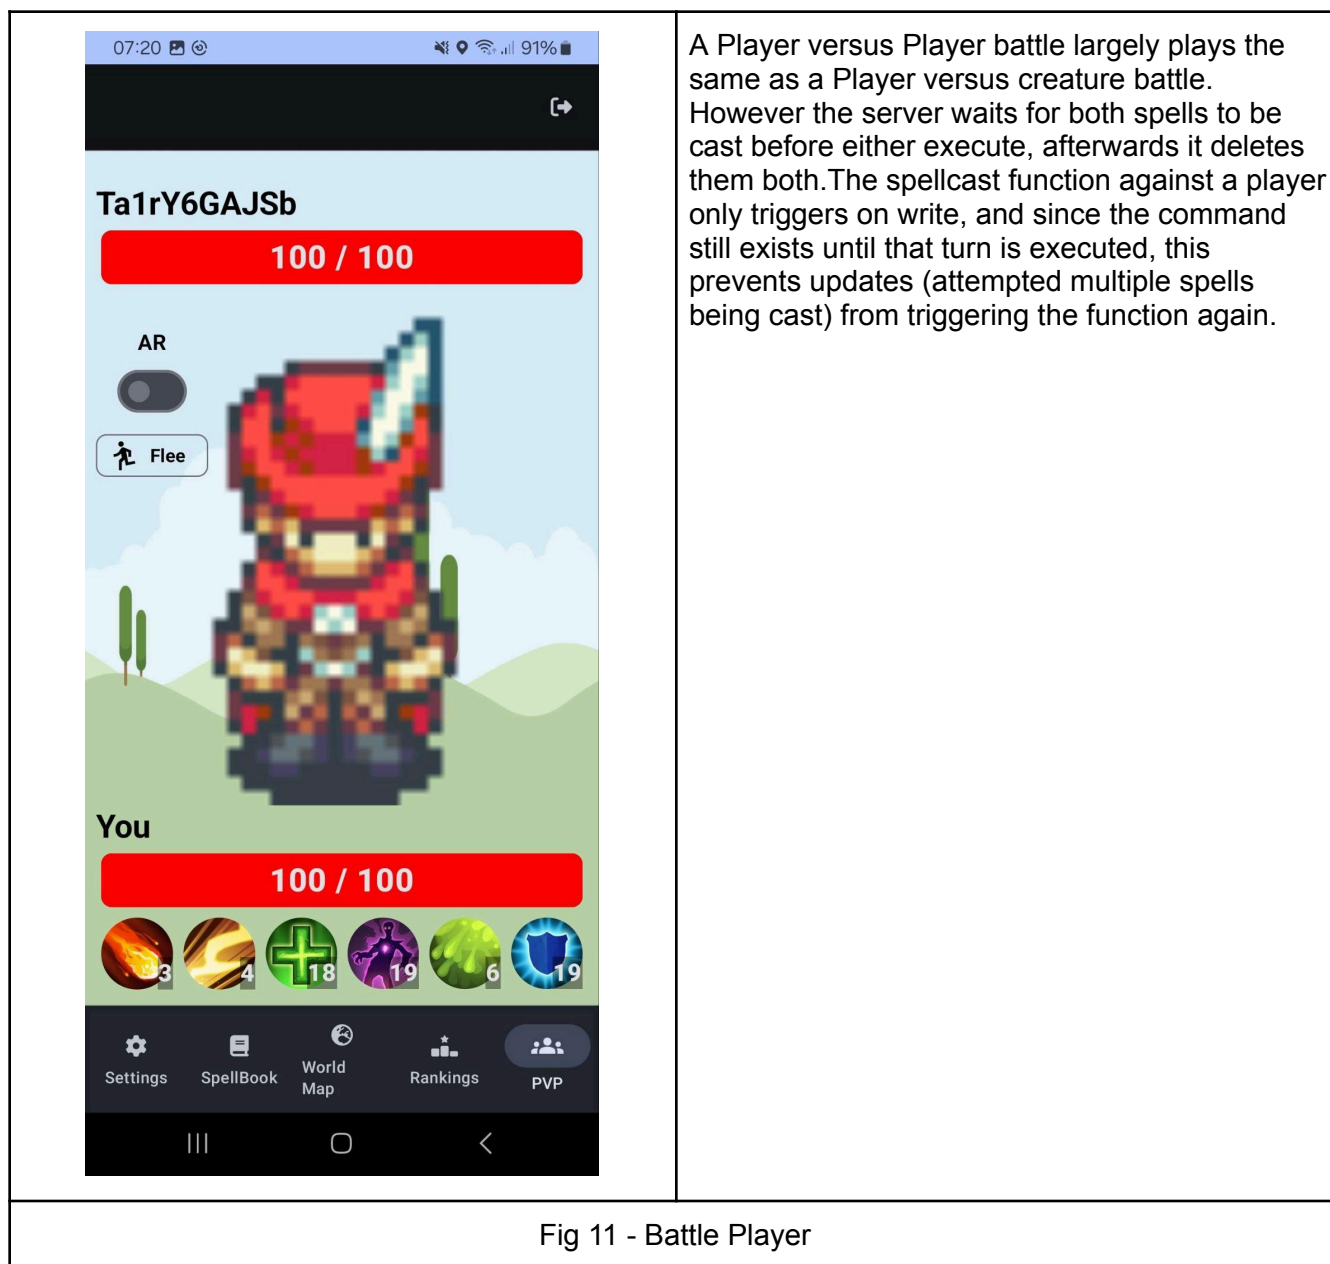 07:20
91%
Ta1rY6GAJSb
100 / 100
AR
Flee
You
100 / 100
3
4
18
19
6
19
Settings
SpellBook
World
Map
Rankings
PVP
A Player versus Player battle largely plays the
same as a Player versus creature battle.
However the server waits for both spells to be
cast before either execute, afterwards it deletes
them both.The spellcast function against a player
only triggers on write, and since the command
still exists until that turn is executed, this
prevents updates (attempted multiple spells
being cast) from triggering the function again.
Fig 11 - Battle Player